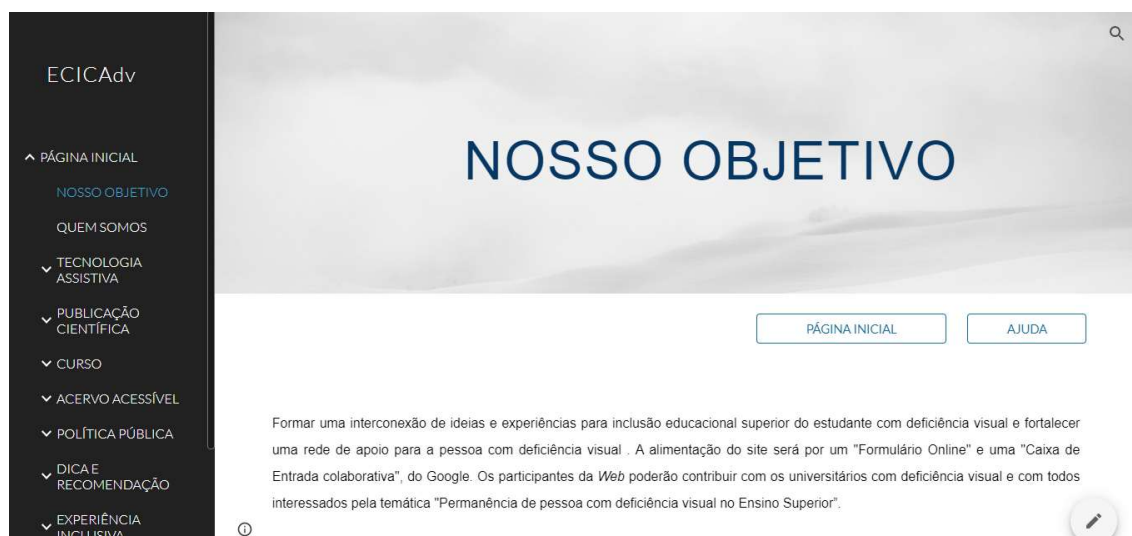 ECICAdv
PÁGINA INICIAL
NOSSO OBJETIVO
QUEM SOMOS
TECNOLOGIA
ASSISTIVA
PUBLICAÇÃO
CIENTÍFICA
CURSO
ACERVO ACESSÍVEL
POLÍTICA PÚBLICA
DICA E
RECOMENDAÇÃO
EXPERIÊNCIA
INCLUSIVA
NOSSO OBJETIVO
PÁGINA INICIAL
AJUDA
Formar uma interconexão de ideias e experiências para inclusão educacional superior do estudante com deficiência visual e fortalecer
uma rede de apoio para a pessoa com deficiência visual . A alimentação do site será por um "Formulário Online" e uma "Caixa de
Entrada colaborativa", do Google. Os participantes da Web poderão contribuir com os universitários com deficiência visual e com todos
interessados pela temática "Permanência de pessoa com deficiência visual no Ensino Superior".